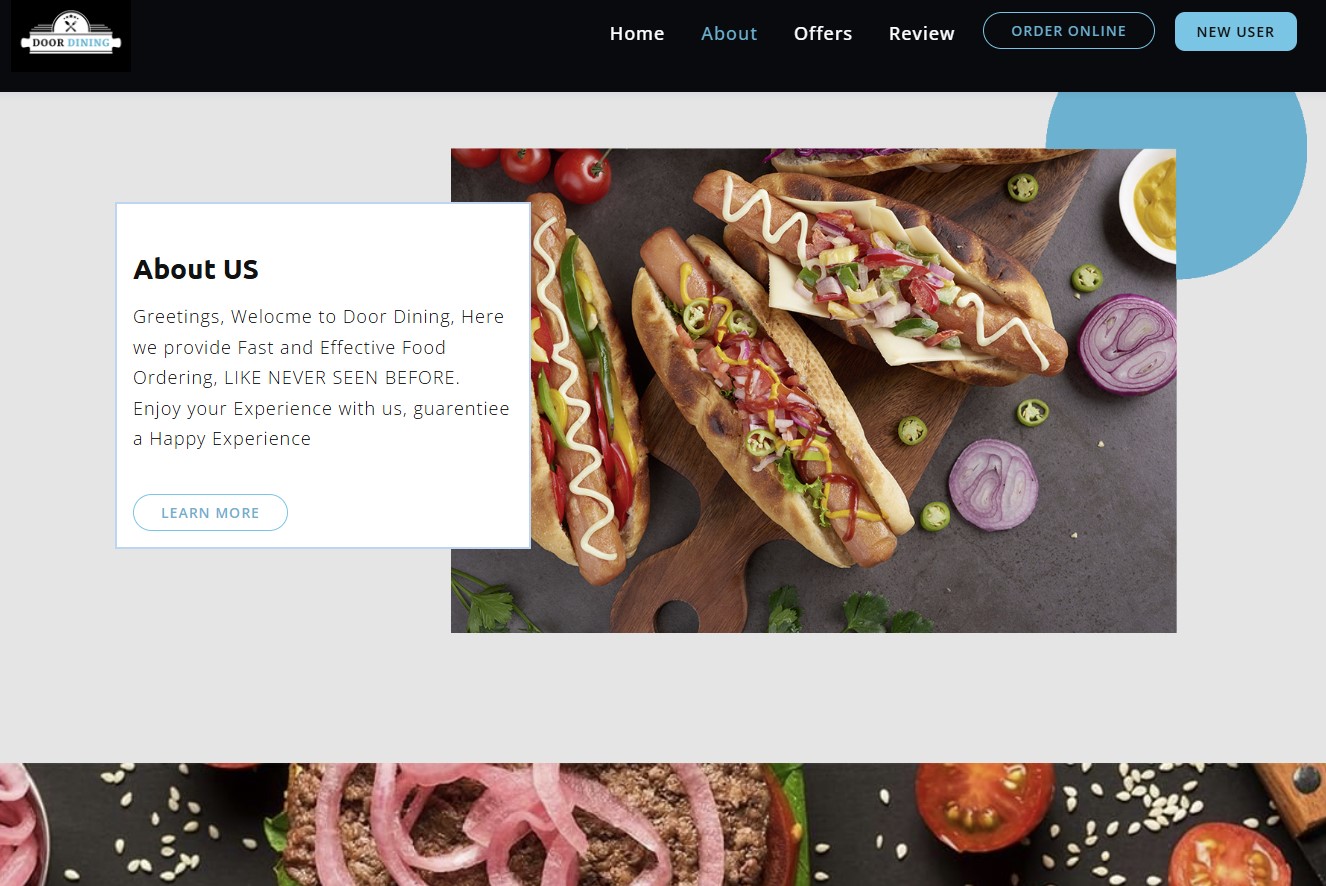 DOOR DINING
Home
About
Offers
Review
ORDER ONLINE
NEW USER
About US
Greetings, Welocme to Door Dining, Here
we provide Fast and Effective Food
Ordering, LIKE NEVER SEEN BEFORE.
Enjoy your Experience with us, guarentiee
a Happy Experience
LEARN MORE